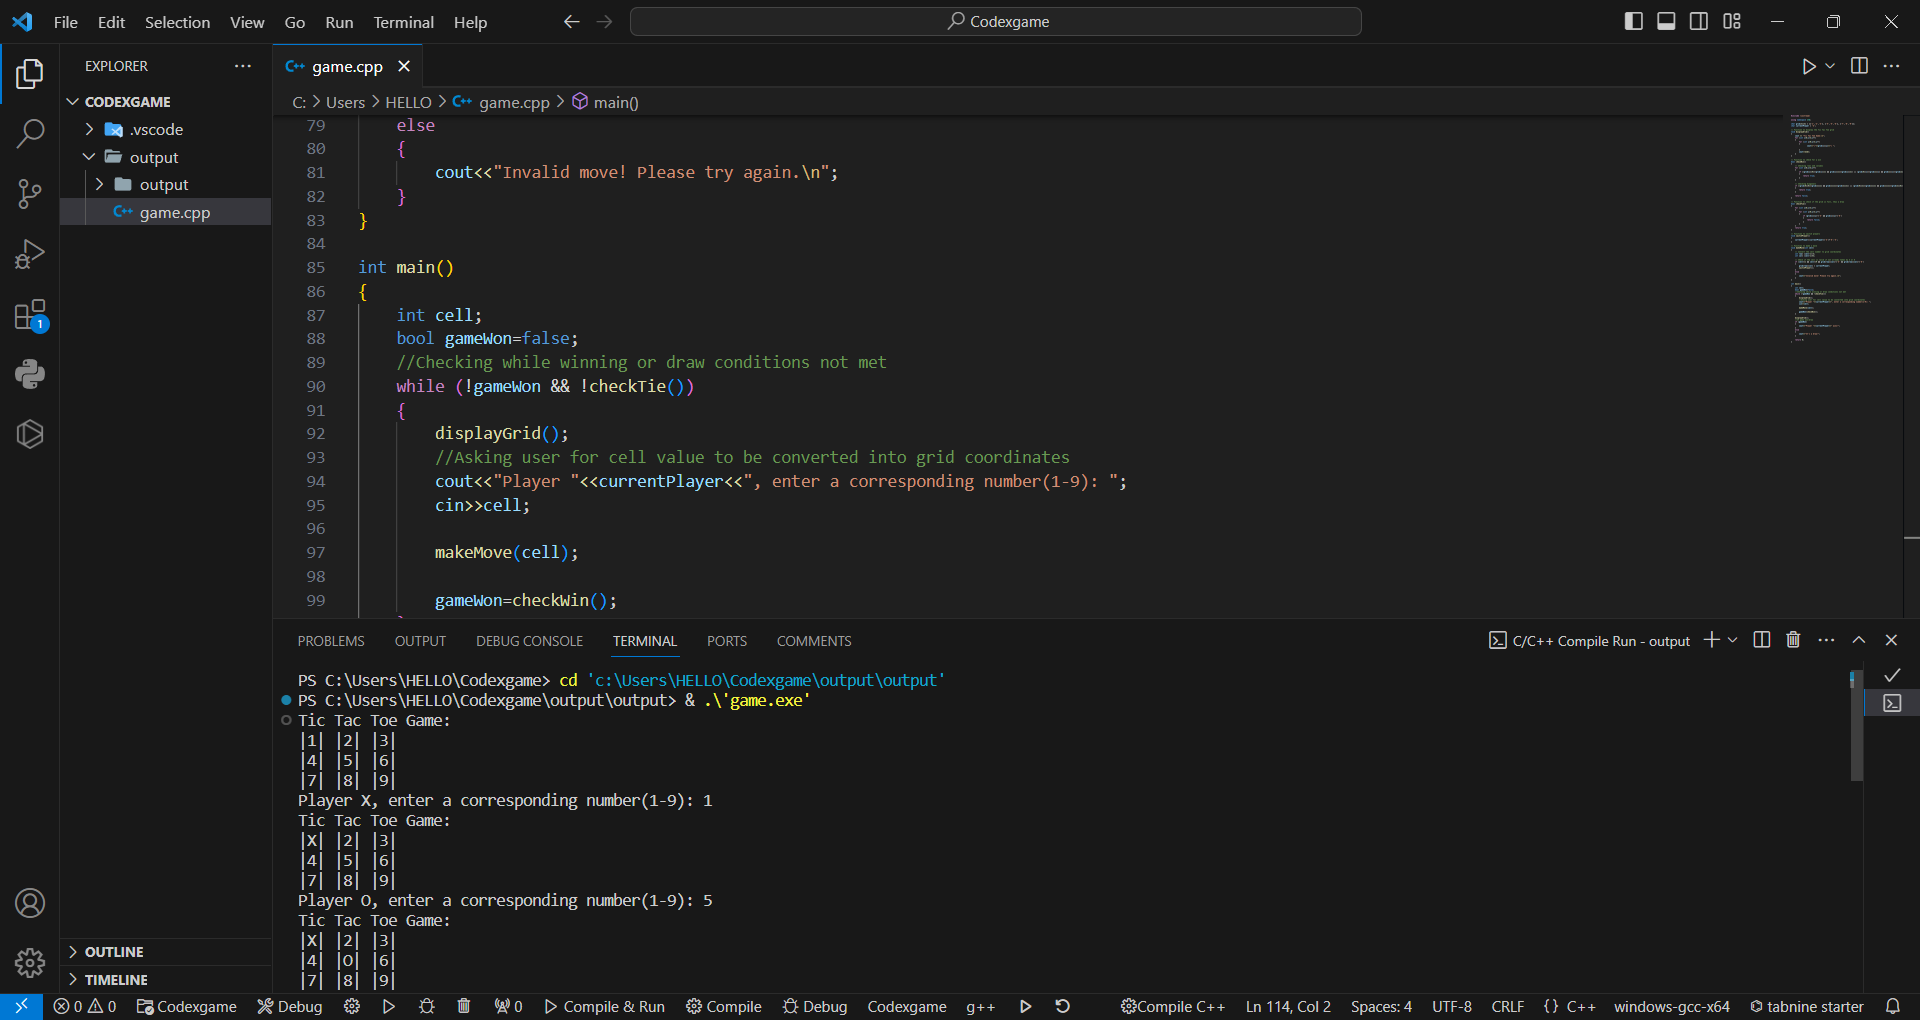 File Edit Selection View Go Run Terminal Help
Codexgame
EXPLORER
CODEXGAME
.vscode
output
output
game.cpp
1
game.cpp
C: > Users > HELLO > game.cpp > main()
79 else
80 {
81 cout<<"Invalid move! Please try again.\n";
82 }
83 }
84
85 int main()
86 {
87 int cell;
88 bool gameWon=false;
89 //Checking while winning or draw conditions not met
90 while (!gameWon && !checkTie())
91 {
92 displayGrid();
93 //Asking user for cell value to be converted into grid coordinates
94 cout<<"Player "<<currentPlayer<<", enter a corresponding number(1-9): ";
95 cin>>cell;
96
97 makeMove(cell);
98
99 gameWon=checkWin();
PROBLEMS OUTPUT DEBUG CONSOLE TERMINAL PORTS COMMENTS
C/C++ Compile Run - output
PS C:\Users\HELLO\Codexgame> cd 'c:\Users\HELLO\Codexgame\output\output'
PS C:\Users\HELLO\Codexgame\output\output> & .\'game.exe'
Tic Tac Toe Game:
|1| |2| |3|
|4| |5| |6|
|7| |8| |9|
Player X, enter a corresponding number(1-9): 1
Tic Tac Toe Game:
|X| |2| |3|
|4| |5| |6|
|7| |8| |9|
Player O, enter a corresponding number(1-9): 5
Tic Tac Toe Game:
|X| |2| |3|
|4| |O| |6|
|7| |8| |9|
OUTLINE
TIMELINE
0 0 Codexgame Debug 0 Compile & Run Compile Debug Codexgame g++ Compile C++ Ln 114, Col 2 Spaces: 4 UTF-8 CRLF {} C++ windows-gcc-x64 tabnine starter